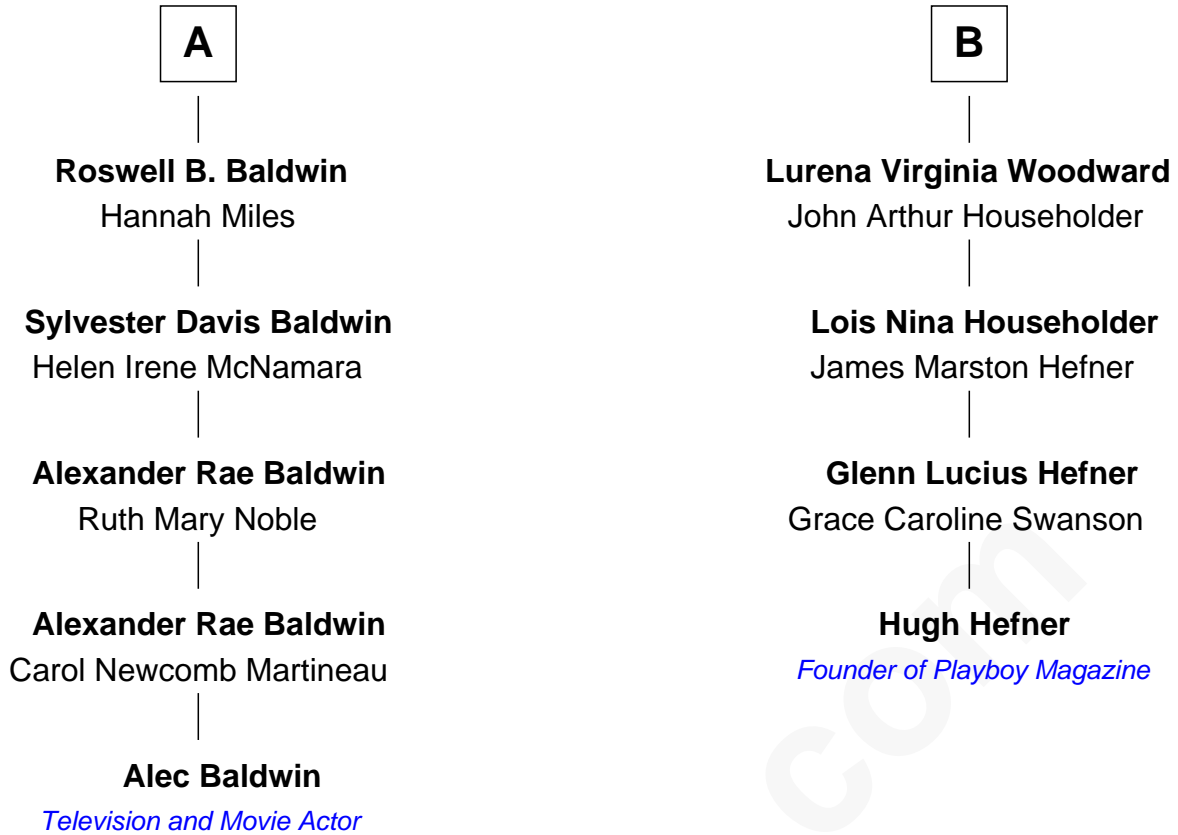 A
Roswell B. Baldwin
Hannah Miles
Sylvester Davis Baldwin
Helen Irene McNamara
Alexander Rae Baldwin
Ruth Mary Noble
Alexander Rae Baldwin
Carol Newcomb Martineau
Alec Baldwin
Television and Movie Actor
B
Lurena Virginia Woodward
John Arthur Householder
Lois Nina Householder
James Marston Hefner
Glenn Lucius Hefner
Grace Caroline Swanson
Hugh Hefner
Founder of Playboy Magazine
com